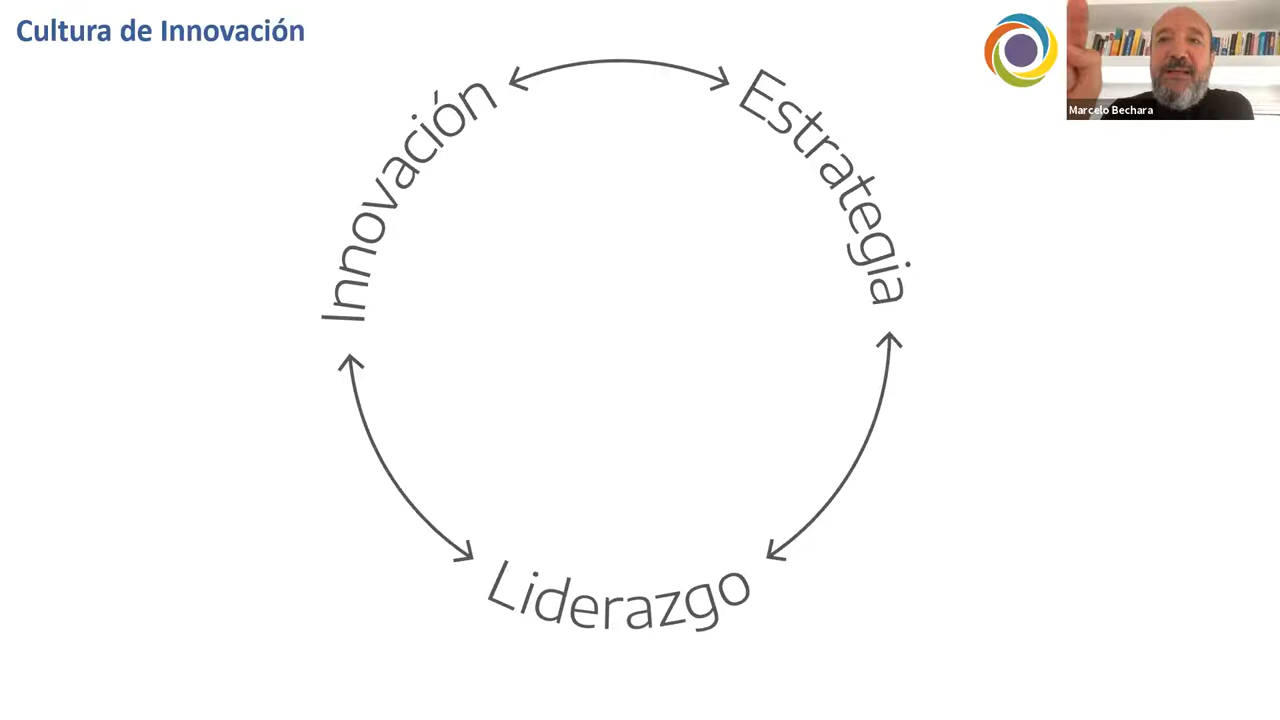 Cultura de Innovación
Marcelo Bechara
Innovación
Estrategia
Liderazgo